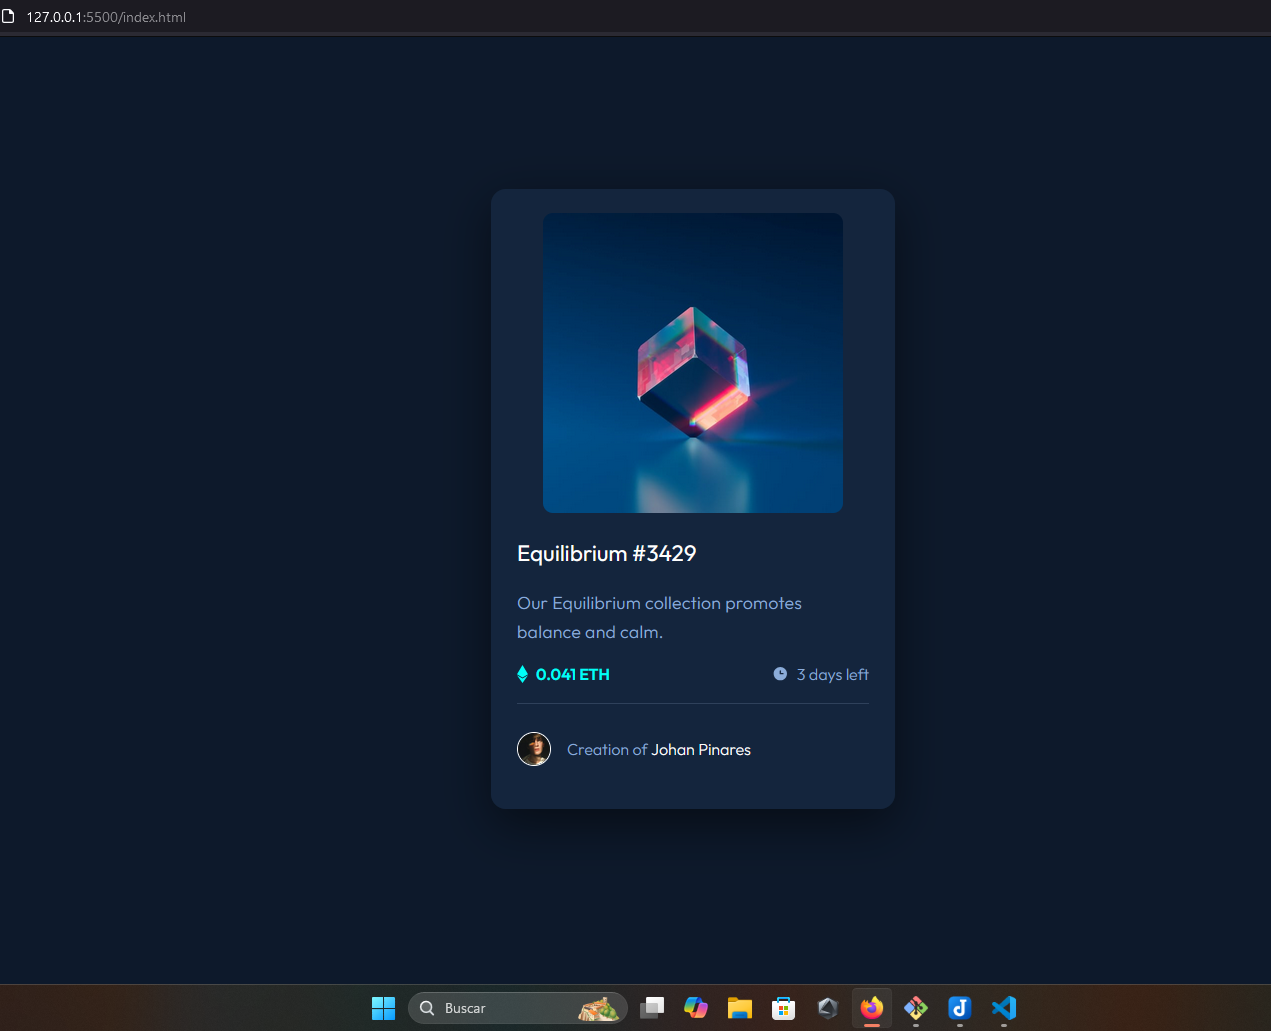 127.0.0.1:5500/index.html
Equilibrium #3429
Our Equilibrium collection promotes
balance and calm.
0.041 ETH
3 days left
Creation of Johan Pinares
Buscar